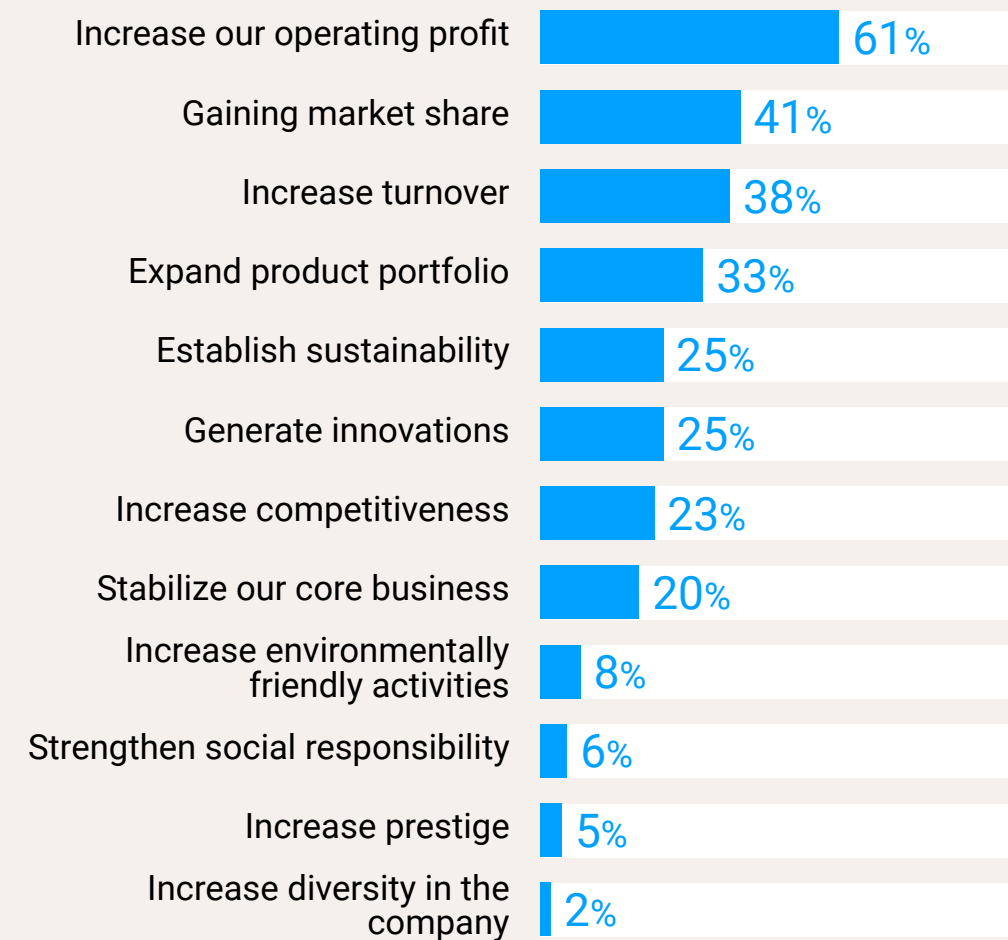 Increase our operating profit 61%
Gaining market share 41%
Increase turnover 38%
Expand product portfolio 33%
Establish sustainability 25%
Generate innovations 25%
Increase competitiveness 23%
Stabilize our core business 20%
Increase environmentally
friendly activities 8%
Strengthen social responsibility 6%
Increase prestige 5%
Increase diversity in the
company 2%